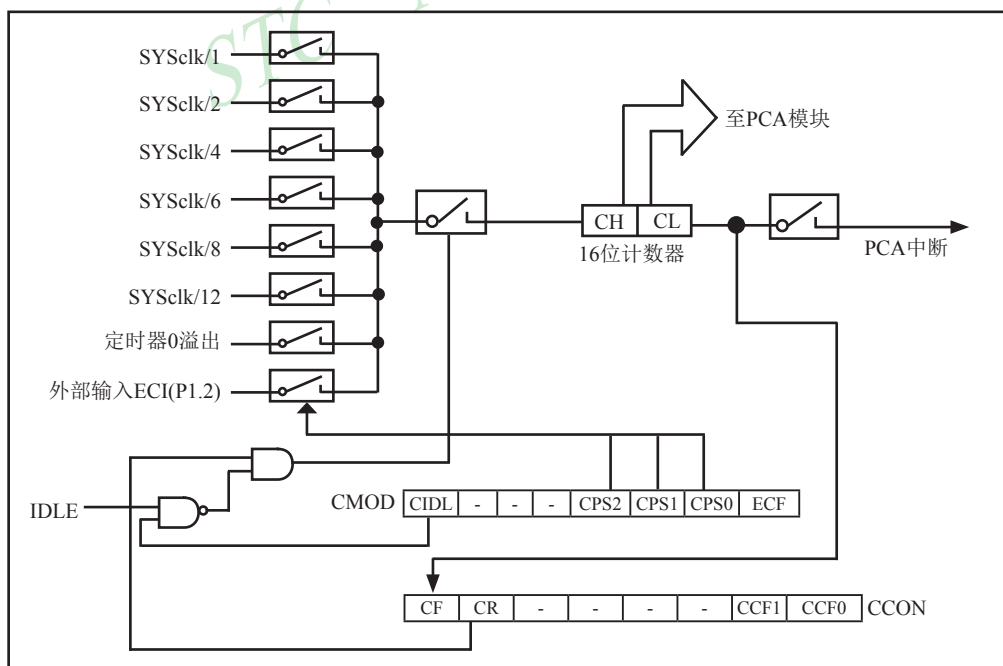 STC
SYSclk/1
SYSclk/2
SYSclk/4
SYSclk/6
SYSclk/8
SYSclk/12
定时器0溢出
外部输入ECI(P1.2)
至PCA模块
CH CL
16位计数器
PCA中断
IDLE
CMOD CIDL - - - CPS2 CPS1 CPS0 ECF
CF CR - - - - CCF1 CCF0 CCON